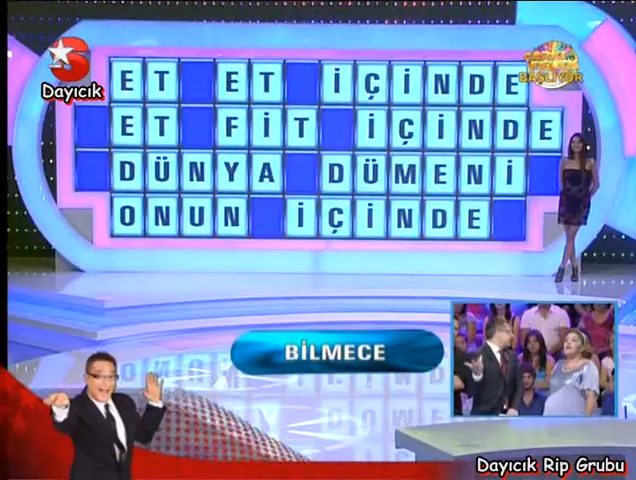 S
Dayıcık
BAŞLIYOR
ET ET İÇİNDE
ET FİT İÇİNDE
DÜNYA DÜMENİ
ONUN İÇİNDE
BİLMECE
Dayıcık Rip Grubu